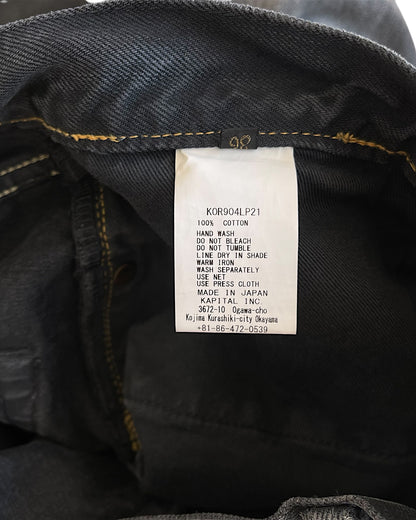 KOR904LP21
100% COTTON
HAND WASH
DO NOT BLEACH
DO NOT TUMBLE
LINE DRY IN SHADE
WARM IRON
WASH SEPARATELY
USE NET
USE PRESS CLOTH
MADE IN JAPAN
KAPITAL INC.
3672-10 Ogawa-cho
Kojima Kurashiki-city Okayama
+81-86-472-0539